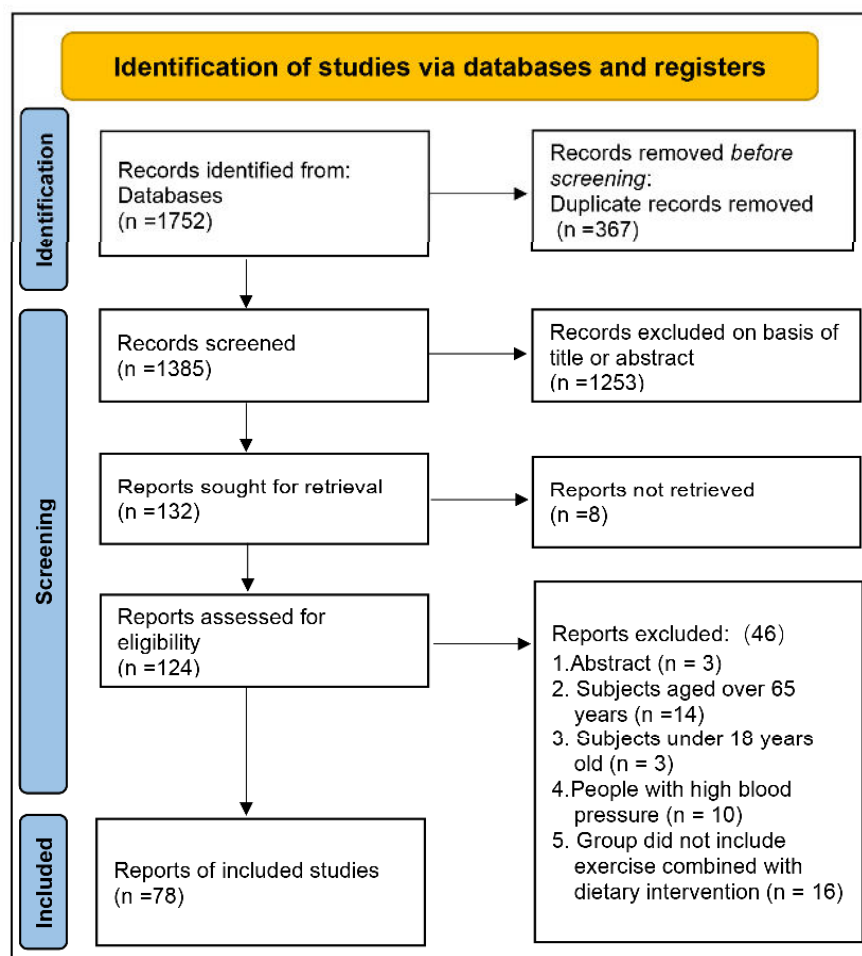 Identification of studies via databases and registers
Identification
Records identified from:
Databases
(n =1752)
Records removed before
screening:
Duplicate records removed
(n =367)
Screening
Records screened
(n =1385)
Records excluded on basis of
title or abstract
(n =1253)
Reports sought for retrieval
(n =132)
Reports not retrieved
(n =8)
Reports assessed for
eligibility
(n =124)
Reports excluded: (46)
1.Abstract (n = 3)
2. Subjects aged over 65
years (n =14)
3. Subjects under 18 years
old (n = 3)
4.People with high blood
pressure (n = 10)
5. Group did not include
exercise combined with
dietary intervention (n = 16)
Included
Reports of included studies
(n =78)